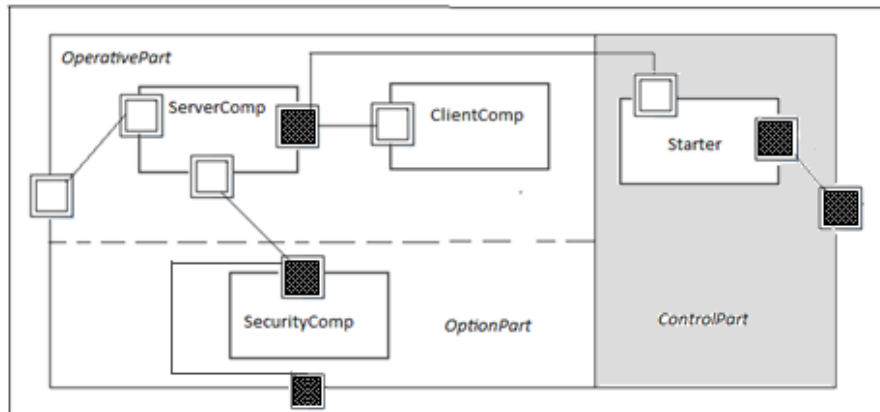 OperativePart
ServerComp
ClientComp
Starter
SecurityComp
OptionPart
ControlPart